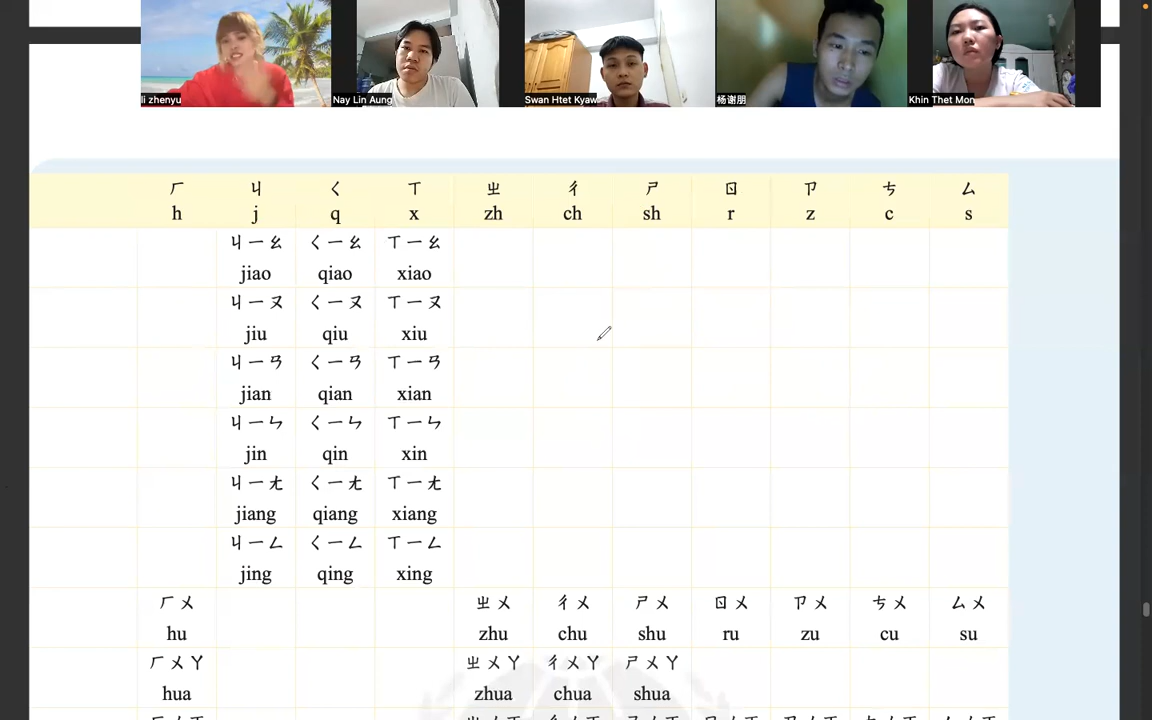 li zhenyu
Nay Lin Aung
Swan Htet Kyaw
杨谢朋
Khin Thet Mon
ㄏ ㄐ ㄑ ㄒ ㄓ ㄔ ㄕ ㄖ ㄗ ㄘ ㄙ
h j q x zh ch sh r z c s
ㄐㄧㄠ ㄑㄧㄠ ㄒㄧㄠ
jiao qiao xiao
ㄐㄧㄡ ㄑㄧㄡ ㄒㄧㄡ
jiu qiu xiu
ㄐㄧㄢ ㄑㄧㄢ ㄒㄧㄢ
jian qian xian
ㄐㄧㄣ ㄑㄧㄣ ㄒㄧㄣ
jin qin xin
ㄐㄧㄤ ㄑㄧㄤ ㄒㄧㄤ
jiang qiang xiang
ㄐㄧㄥ ㄑㄧㄥ ㄒㄧㄥ
jing qing xing
ㄏㄨ ㄓㄨ ㄔㄨ ㄕㄨ ㄖㄨ ㄗㄨ ㄘㄨ ㄙㄨ
hu zhu chu shu ru zu cu su
ㄏㄨㄚ ㄓㄨㄚ ㄔㄨㄚ ㄕㄨㄚ
hua zhua chua shua